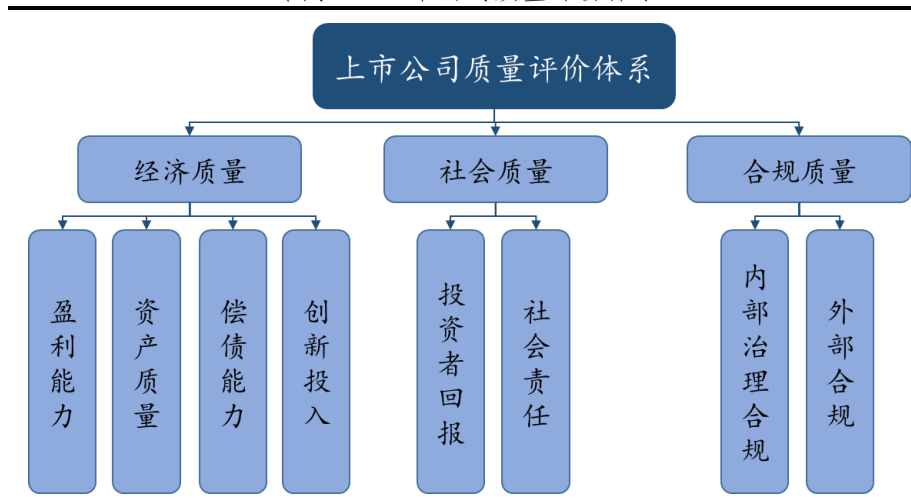 上市公司质量评价体系
经济质量
社会质量
合规质量
盈利能力
资产质量
偿债能力
创新投入
投资者回报
社会责任
内部治理合规
外部合规